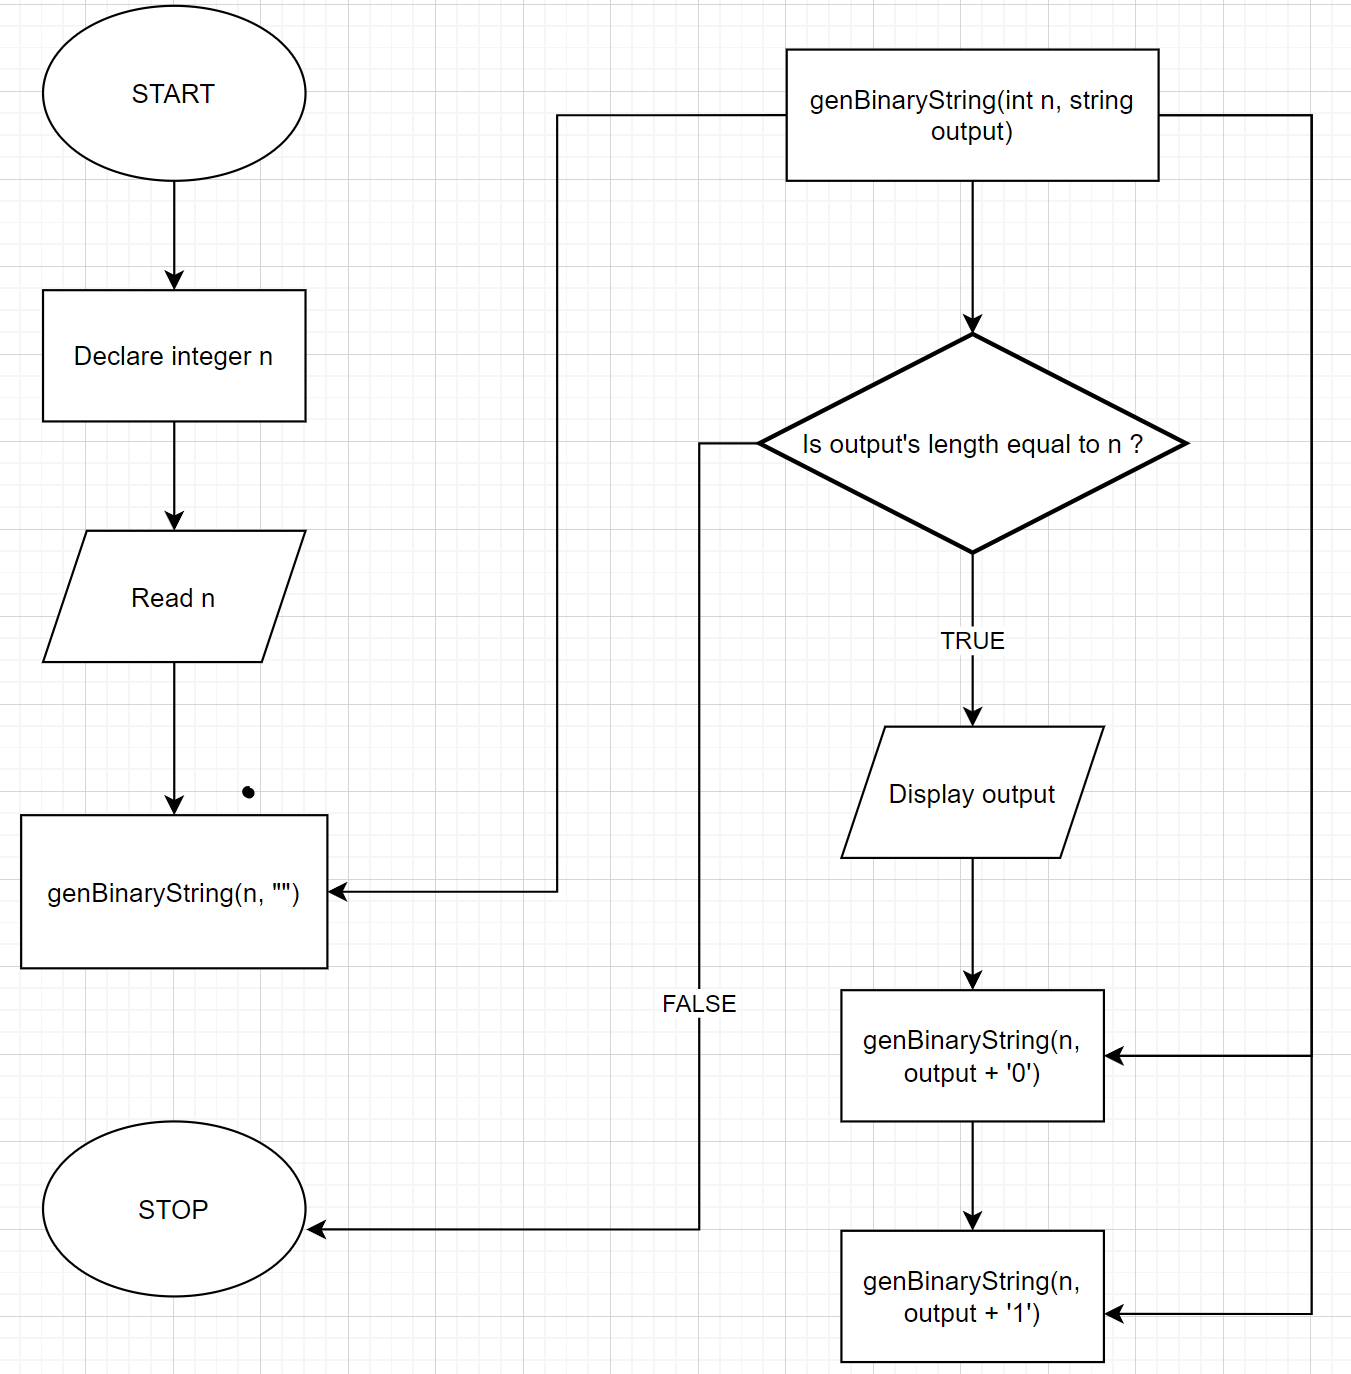 START
Declare integer n
Read n
genBinaryString(n, "")
STOP
genBinaryString(int n, string
output)
Is output's length equal to n ?
TRUE
FALSE
Display output
genBinaryString(n,
output + '0')
genBinaryString(n,
output + '1')